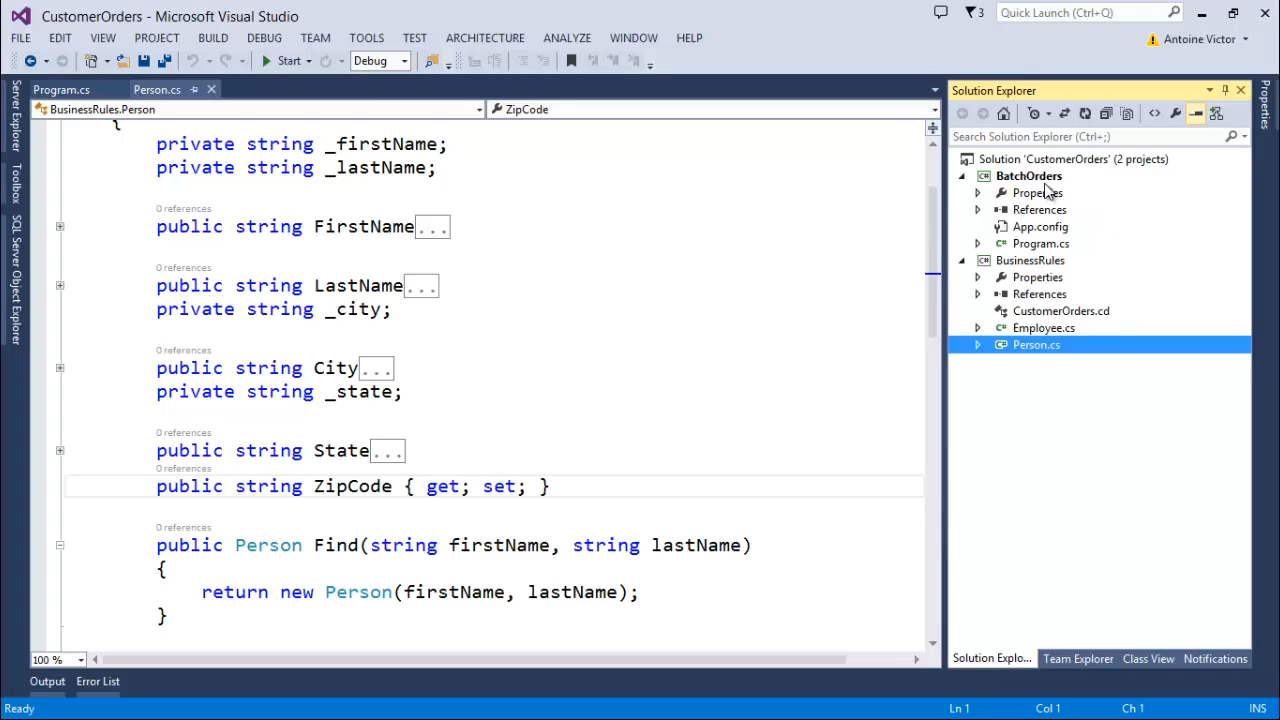 CustomerOrders - Microsoft Visual Studio
3
Quick Launch (Ctrl+Q)
FILE EDIT VIEW PROJECT BUILD DEBUG TEAM TOOLS TEST ARCHITECTURE ANALYZE WINDOW HELP
Antoine Victor
Start
Debug
Server Explorer
Toolbox
SQL Server Object Explorer
Program.cs
Person.cs
BusinessRules.Person
ZipCode
{
private string _firstName;
private string _lastName;
0 references
public string FirstName...
0 references
public string LastName...
private string _city;
0 references
public string City...
private string _state;
0 references
public string State...
0 references
public string ZipCode { get; set; }
0 references
public Person Find(string firstName, string lastName)
{
return new Person(firstName, lastName);
}
100 %
Solution Explorer
Search Solution Explorer (Ctrl+;)
Solution 'CustomerOrders' (2 projects)
C# BatchOrders
Properties
References
App.config
C# Program.cs
C# BusinessRules
Properties
References
CustomerOrders.cd
C# Employee.cs
C# Person.cs
Solution Explo... Team Explorer Class View Notifications
Properties
Output Error List
Ready
Ln 1 Col 1 Ch 1 INS